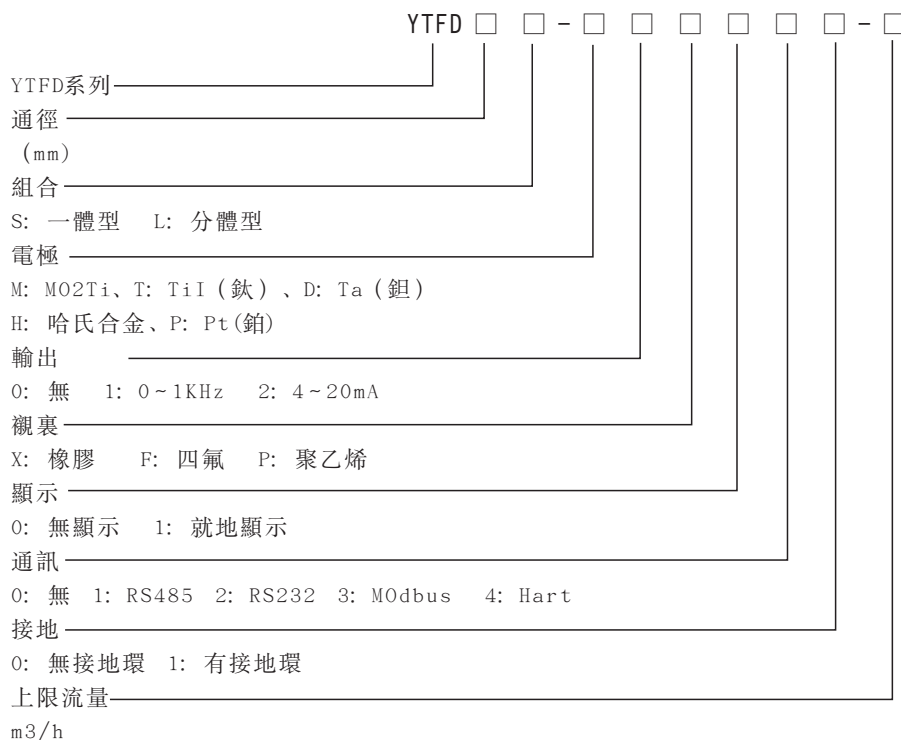 YTFD □ □ - □ □ □ □ □ □ - □
YTFD系列
通徑
(mm)
組合
S: 一體型 L: 分體型
電極
M: MO2Ti、T: TiI（鈦）、D: Ta（鉭）
H: 哈氏合金、P: Pt(鉑)
輸出
0: 無 1: 0~1KHz 2: 4~20mA
襯裏
X: 橡膠 F: 四氟 P: 聚乙烯
顯示
0: 無顯示 1: 就地顯示
通訊
0: 無 1: RS485 2: RS232 3: MOdbus 4: Hart
接地
0: 無接地環 1: 有接地環
上限流量
m3/h